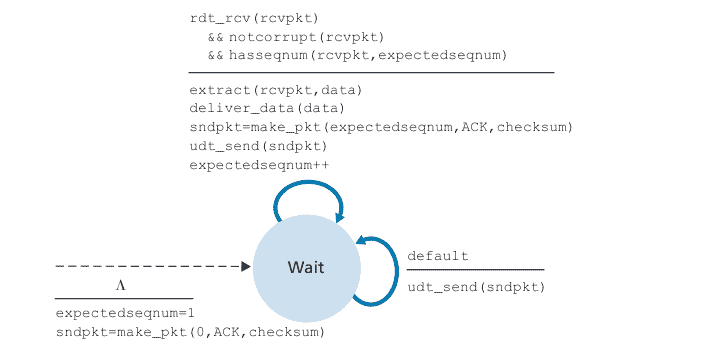 rdt_rcv(rcvpkt)
&& notcorrupt(rcvpkt)
&& hasseqnum(rcvpkt,expectedseqnum)
extract(rcvpkt,data)
deliver_data(data)
sndpkt=make_pkt(expectedseqnum,ACK,checksum)
udt_send(sndpkt)
expectedseqnum++
Wait
default
udt_send(sndpkt)
Λ
expectedseqnum=1
sndpkt=make_pkt(0,ACK,checksum)